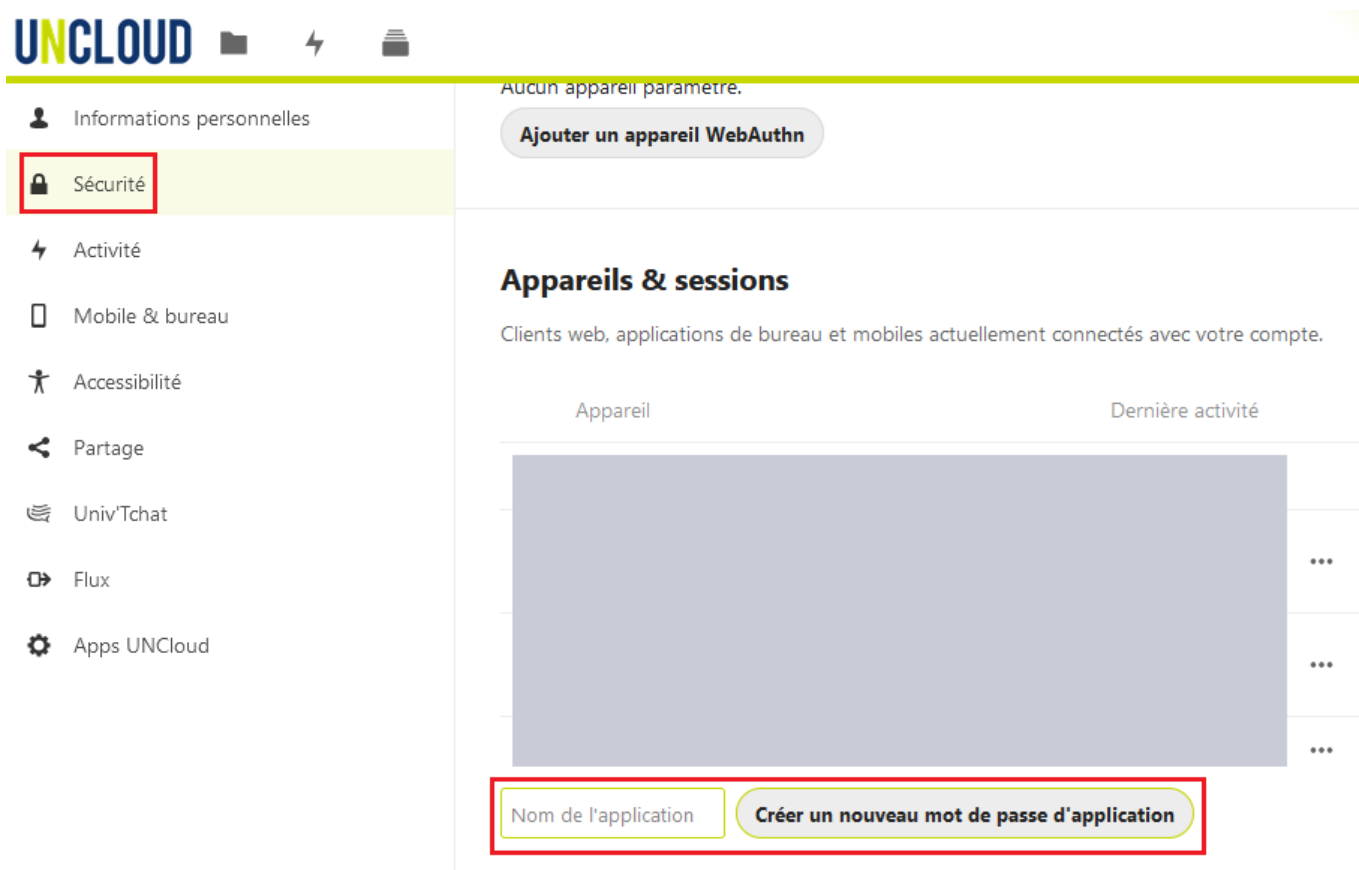 UNCLOUD
Informations personnelles
Sécurité
Activité
Mobile & bureau
Accessibilité
Partage
Univ'Tchat
Flux
Apps UNCloud
Aucun appareil paramétré.
Ajouter un appareil WebAuthn
Appareils & sessions
Clients web, applications de bureau et mobiles actuellement connectés avec votre compte.
Appareil Dernière activité
Nom de l'application Créer un nouveau mot de passe d'application